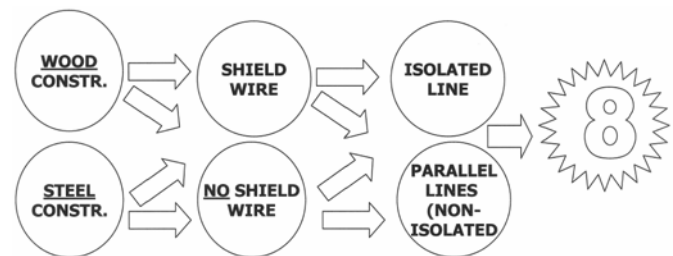 WOOD
CONSTR.
SHIELD
WIRE
ISOLATED
LINE
8
STEEL
CONSTR.
NO SHIELD
WIRE
PARALLEL
LINES
(NON-
ISOLATED